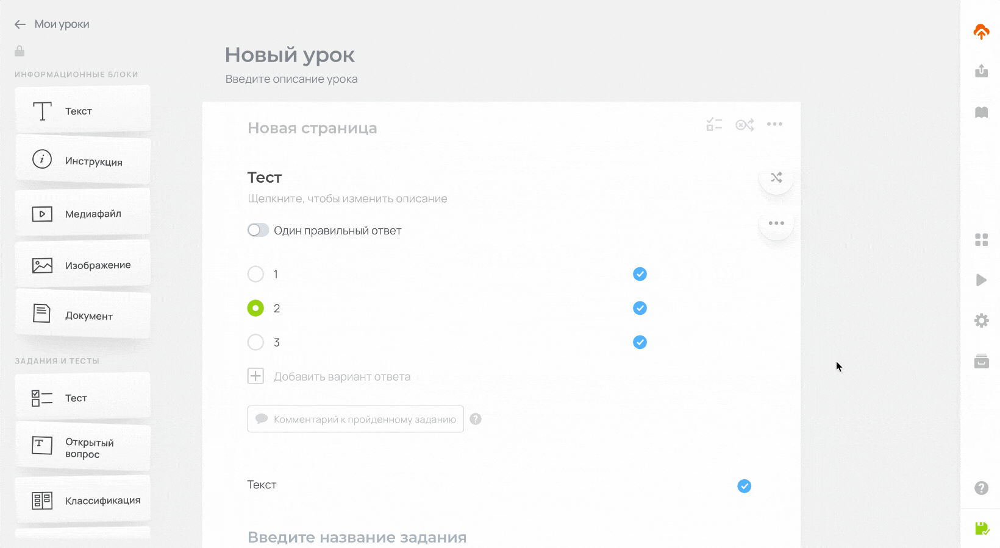 Мои уроки
ИНФОРМАЦИОННЫЕ БЛОКИ
Текст
Инструкция
Медиафайл
Изображение
Документ
ЗАДАНИЯ И ТЕСТЫ
Тест
Открытый
вопрос
Классификация
Новый урок
Введите описание урока
Новая страница
Тест
Щелкните, чтобы изменить описание
Один правильный ответ
1
2
3
Добавить вариант ответа
Комментарий к пройденному заданию
Текст
Введите название задания